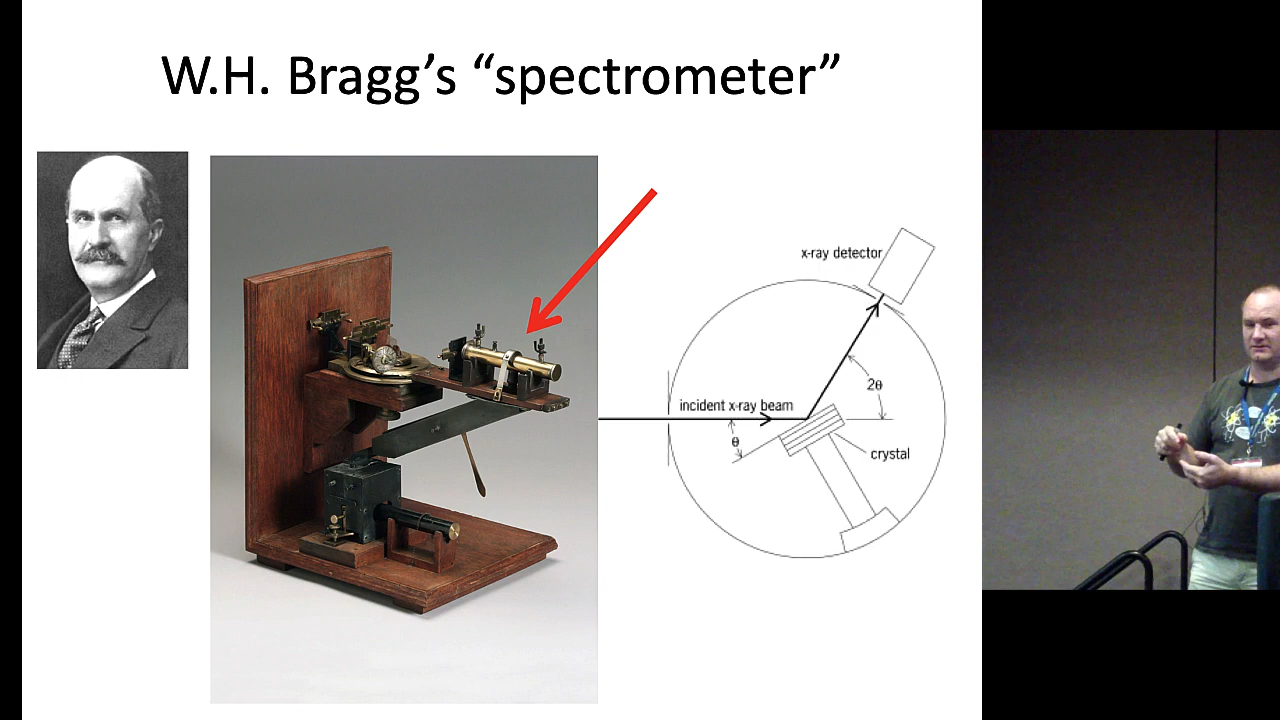 W.H. Bragg’s “spectrometer”
x-ray detector
2θ
incident x-ray beam
θ
crystal